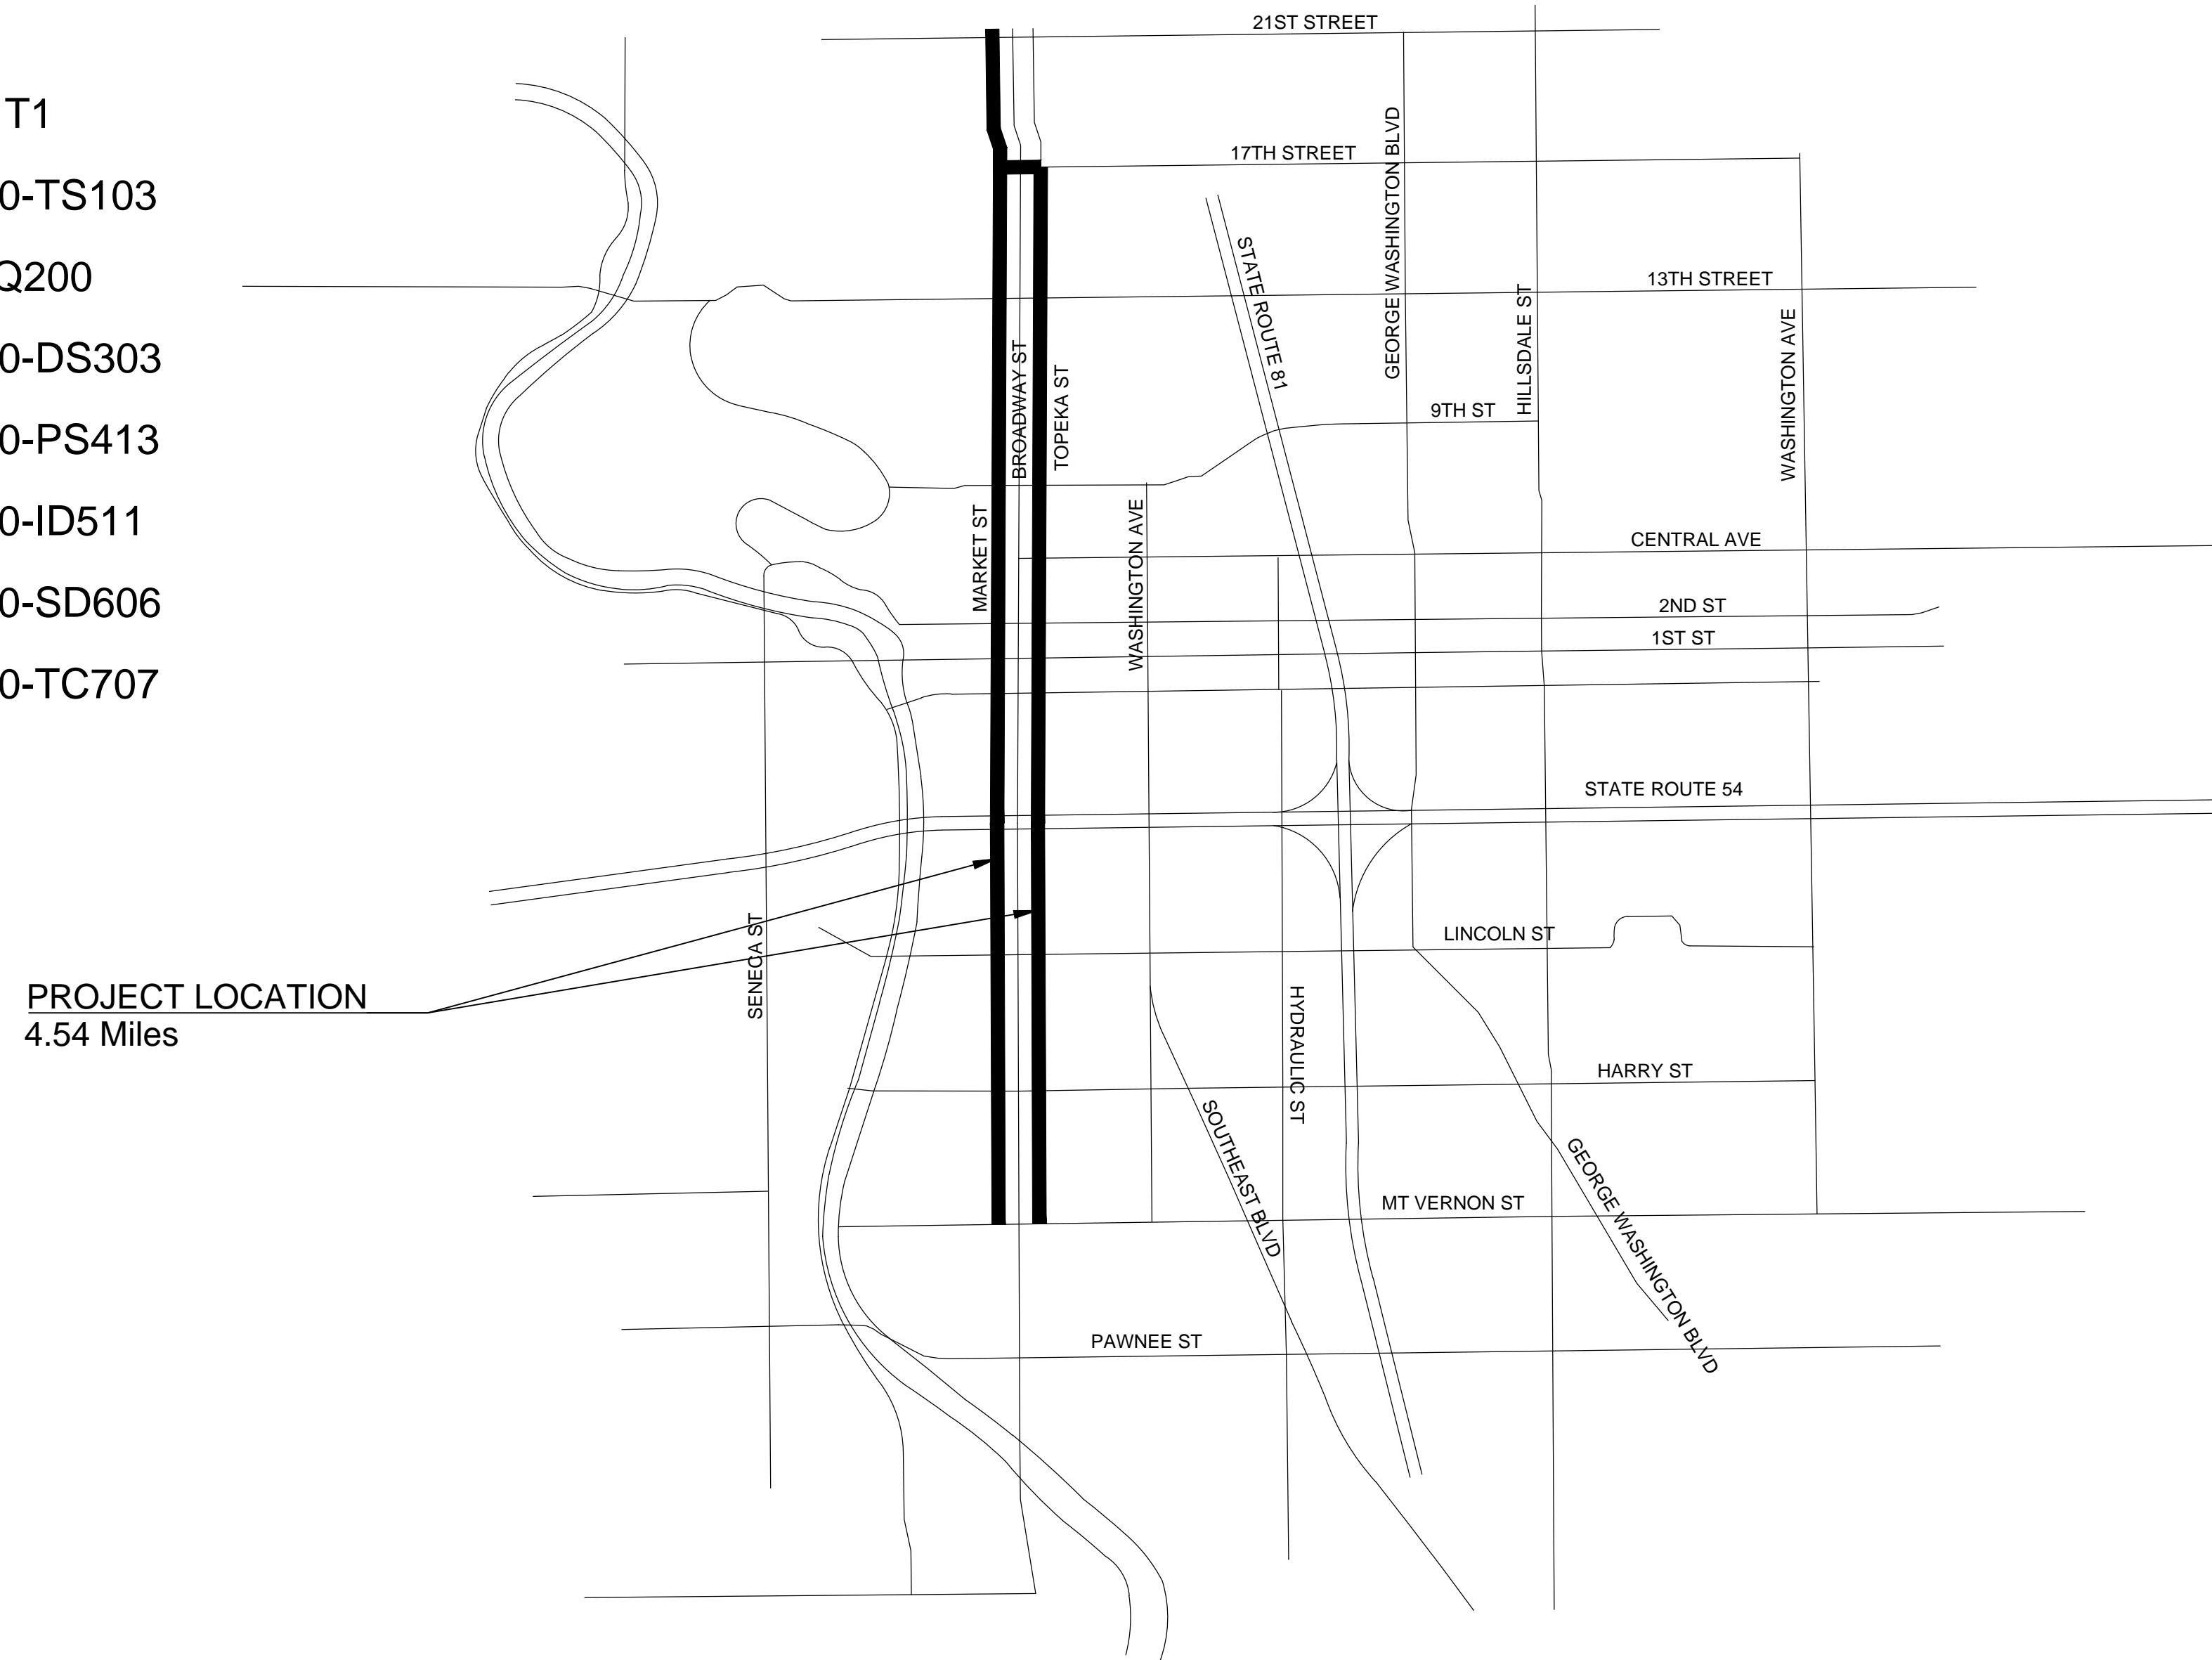 T1
0-TS103
Q200
0-DS303
0-PS413
0-ID511
0-SD606
0-TC707
21ST STREET
17TH STREET
GEORGE WASHINGTON BLVD
STATE ROUTE 81
13TH STREET
HILLSDALE ST
WASHINGTON AVE
BROADWAY ST
TOPEKA ST
9TH ST
MARKET ST
WASHINGTON AVE
CENTRAL AVE
2ND ST
1ST ST
STATE ROUTE 54
SENECA ST
LINCOLN ST
PROJECT LOCATION
4.54 Miles
HYDRAULIC ST
HARRY ST
SOUTHEAST BLVD
GEORGE WASHINGTON BLVD
MT VERNON ST
PAWNEE ST